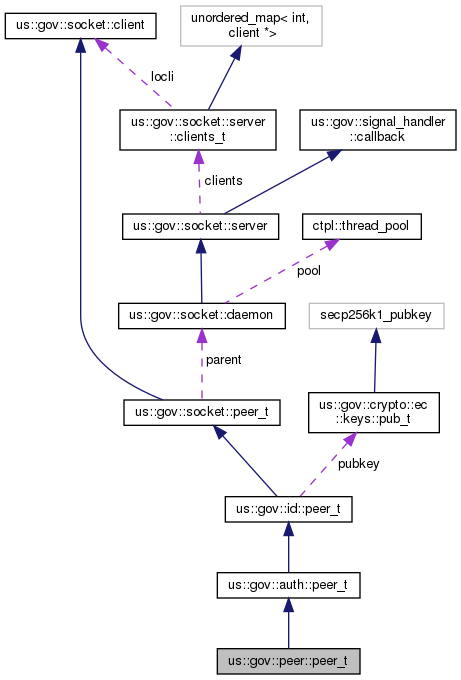 us::gov::socket::client
unordered_map< int,
client *>
locli
us::gov::socket::server
::clients_t
us::gov::signal_handler
::callback
clients
us::gov::socket::server
ctpl::thread_pool
pool
us::gov::socket::daemon
secp256k1_pubkey
parent
us::gov::socket::peer_t
us::gov::crypto::ec
::keys::pub_t
pubkey
us::gov::id::peer_t
us::gov::auth::peer_t
us::gov::peer::peer_t